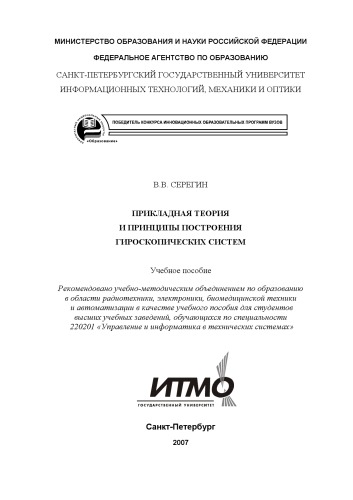 МИНИСТЕРСТВО ОБРАЗОВАНИЯ И НАУКИ РОССИЙСКОЙ ФЕДЕРАЦИИ
ФЕДЕРАЛЬНОЕ АГЕНТСТВО ПО ОБРАЗОВАНИЮ
САНКТ-ПЕТЕРБУРГСКИЙ ГОСУДАРСТВЕННЫЙ УНИВЕРСИТЕТ
ИНФОРМАЦИОННЫХ ТЕХНОЛОГИЙ, МЕХАНИКИ И ОПТИКИ
ПОБЕДИТЕЛЬ КОНКУРСА ИННОВАЦИОННЫХ ОБРАЗОВАТЕЛЬНЫХ ПРОГРАММ ВУЗОВ
«Образование»
В.В. СЕРЕГИН
ПРИКЛАДНАЯ ТЕОРИЯ
И ПРИНЦИПЫ ПОСТРОЕНИЯ
ГИРОСКОПИЧЕСКИХ СИСТЕМ
Учебное пособие
Рекомендовано учебно-методическим объединением по образованию
в области радиотехники, электроники, биомедицинской техники
и автоматизации в качестве учебного пособия для студентов
высших учебных заведений, обучающихся по специальности
220201 «Управление и информатика в технических системах»
ИТМО
ГОСУДАРСТВЕННЫЙ УНИВЕРСИТЕТ
Санкт-Петербург
2007